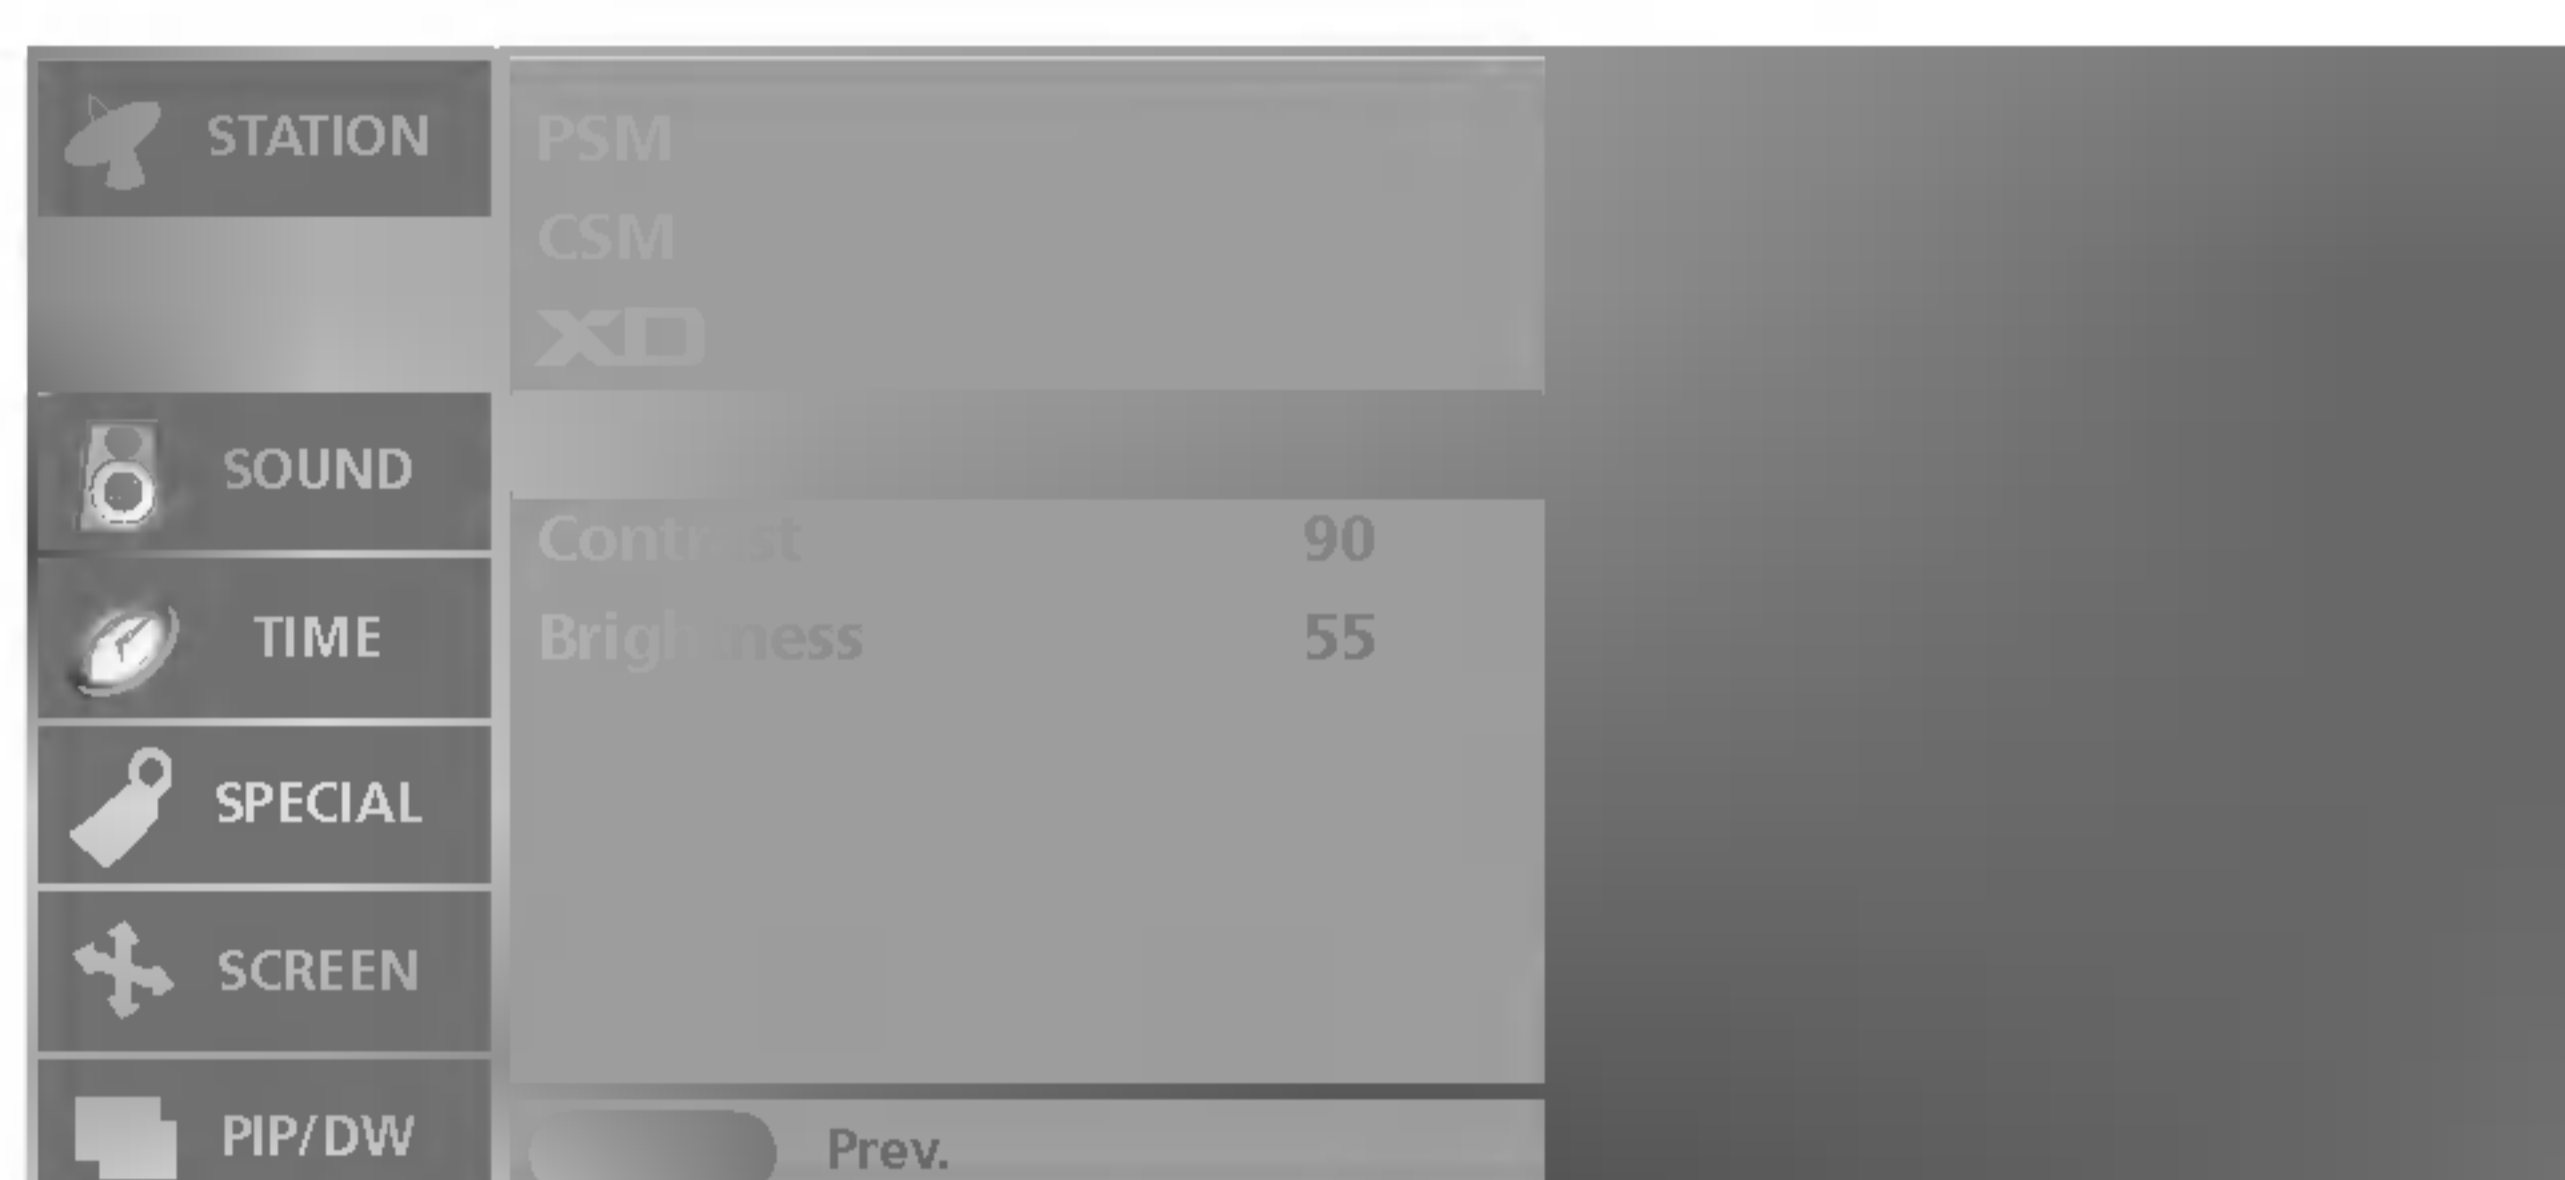 STATION
SOUND
TIME
SPECIAL
SCREEN
PIP/DW
PSM
CSM
XD
Contrast 90
Brightness 55
Prev.